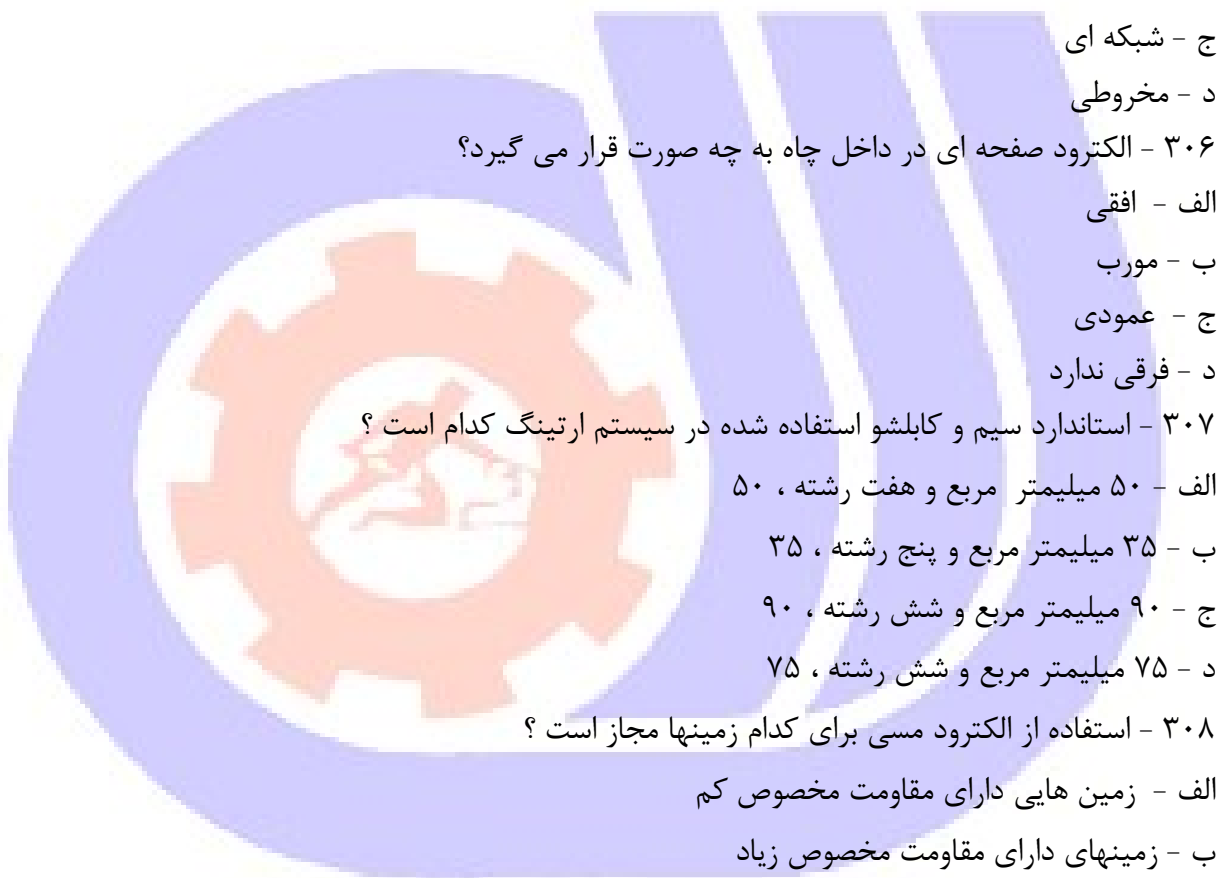 ج - شبکه ای
د - مخروطی
۳۰۶ - الکترود صفحه ای در داخل چاه به چه صورت قرار می گیرد؟
الف - افقی
ب - مورب
ج - عمودی
د - فرقی ندارد
۳۰۷ - استاندارد سیم و کابلشو استفاده شده در سیستم ارتینگ کدام است ؟
الف - ۵۰ میلیمتر مربع و هفت رشته ، ۵۰
ب - ۳۵ میلیمتر مربع و پنج رشته ، ۳۵
ج - ۹۰ میلیمتر مربع و شش رشته ، ۹۰
د - ۷۵ میلیمتر مربع و شش رشته ، ۷۵
۳۰۸ - استفاده از الکترود مسی برای کدام زمینها مجاز است ؟
الف - زمین هایی دارای مقاومت مخصوص کم
ب - زمینهای دارای مقاومت مخصوص زیاد